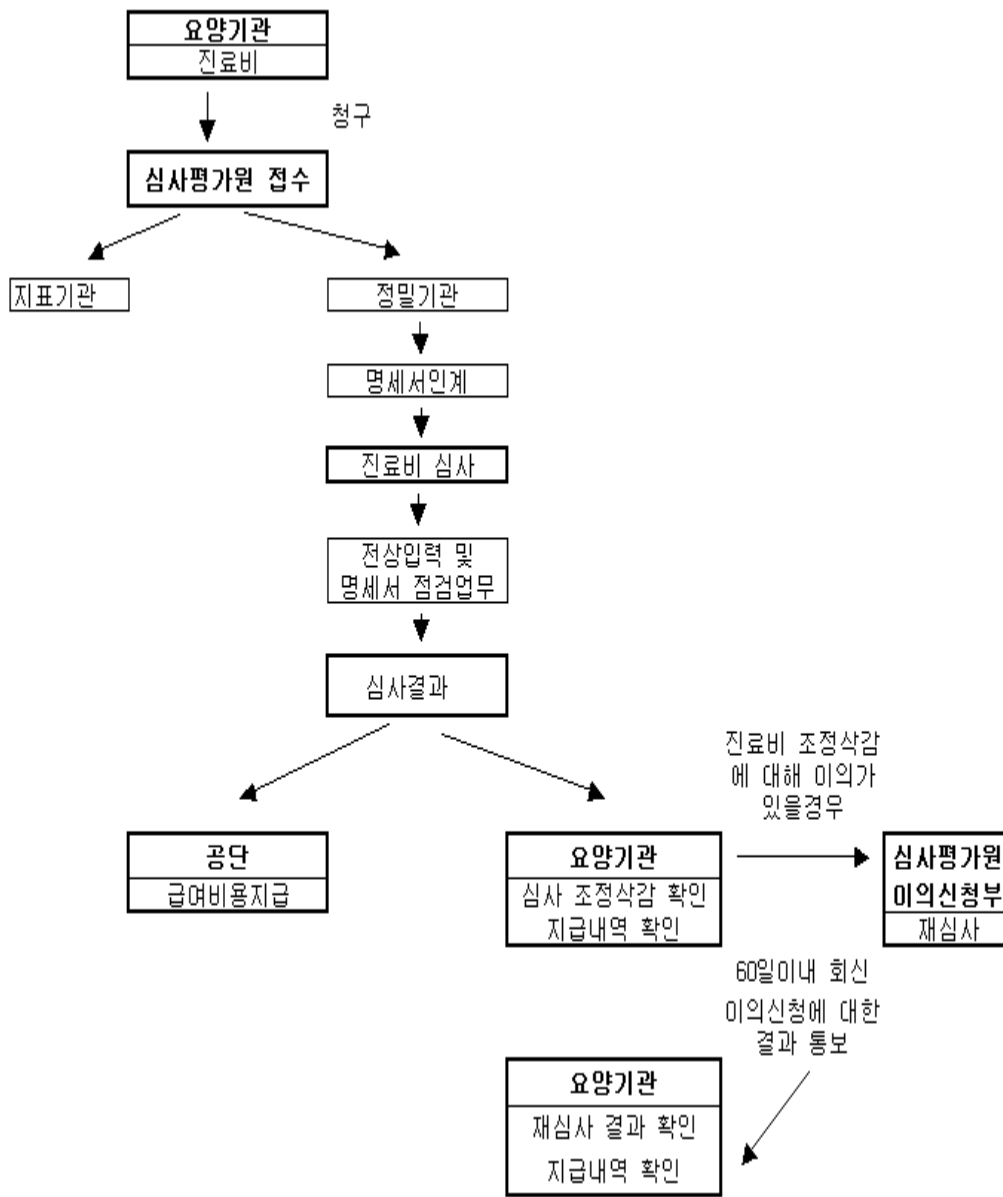 요양기관
진료비
청구
심사평가원 접수
지표기관
정밀기관
명세서인계
진료비 심사
전상입력 및
명세서 점검업무
심사결과
진료비 조정삭감
에 대해 이의가
있을경우
공단
급여비용지급
요양기관
심사 조정삭감 확인
지급내역 확인
심사평가원
이의신청부
재심사
60일이내 회신
이의신청에 대한
결과 통보
요양기관
재심사 결과 확인
지급내역 확인